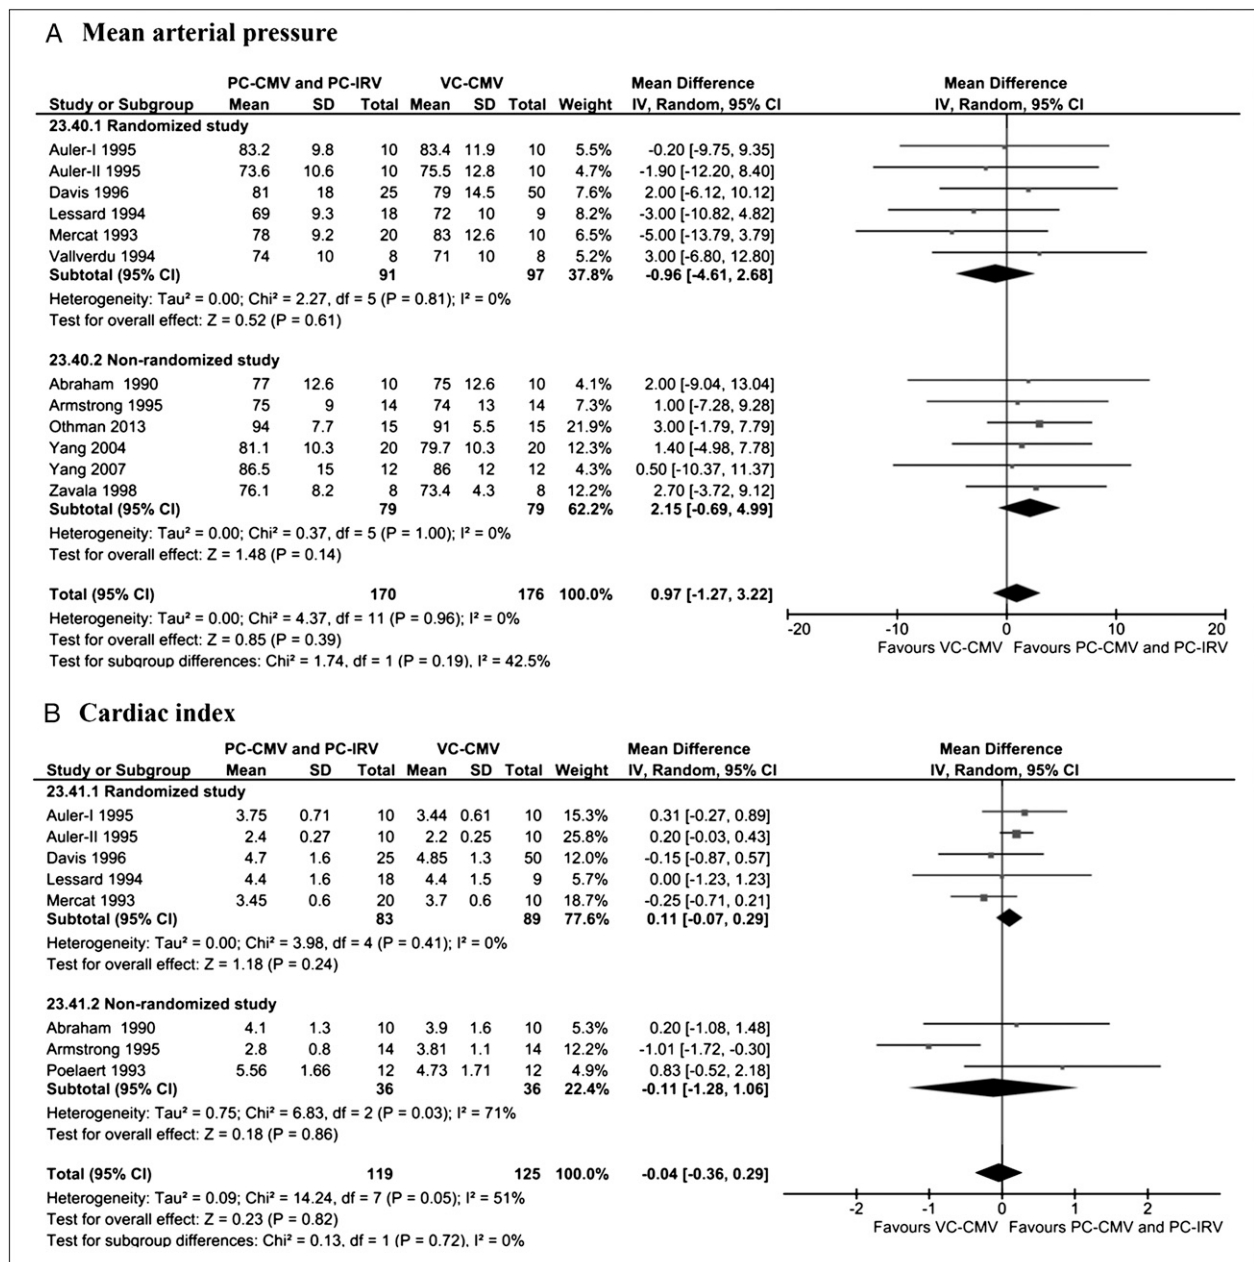 A Mean arterial pressure
PC-CMV and PC-IRV VC-CMV Mean Difference Mean Difference
Study or Subgroup Mean SD Total Mean SD Total Weight IV, Random, 95% CI IV, Random, 95% CI
23.40.1 Randomized study
Auler-I 1995 83.2 9.8 10 83.4 11.9 10 5.5% -0.20 [-9.75, 9.35]
Auler-II 1995 73.6 10.6 10 75.5 12.8 10 4.7% -1.90 [-12.20, 8.40]
Davis 1996 81 18 25 79 14.5 50 7.6% 2.00 [-6.12, 10.12]
Lessard 1994 69 9.3 18 72 10 9 8.2% -3.00 [-10.82, 4.82]
Mercat 1993 78 9.2 20 83 12.6 10 6.5% -5.00 [-13.79, 3.79]
Vallverdu 1994 74 10 8 71 10 8 5.2% 3.00 [-6.80, 12.80]
Subtotal (95% CI) 91 97 37.8% -0.96 [-4.61, 2.68]
Heterogeneity: Tau² = 0.00; Chi² = 2.27, df = 5 (P = 0.81); I² = 0%
Test for overall effect: Z = 0.52 (P = 0.61)
23.40.2 Non-randomized study
Abraham 1990 77 12.6 10 75 12.6 10 4.1% 2.00 [-9.04, 13.04]
Armstrong 1995 75 9 14 74 13 14 7.3% 1.00 [-7.28, 9.28]
Othman 2013 94 7.7 15 91 5.5 15 21.9% 3.00 [-1.79, 7.79]
Yang 2004 81.1 10.3 20 79.7 10.3 20 12.3% 1.40 [-4.98, 7.78]
Yang 2007 86.5 15 12 86 12 12 4.3% 0.50 [-10.37, 11.37]
Zavala 1998 76.1 8.2 8 73.4 4.3 8 12.2% 2.70 [-3.72, 9.12]
Subtotal (95% CI) 79 79 62.2% 2.15 [-0.69, 4.99]
Heterogeneity: Tau² = 0.00; Chi² = 0.37, df = 5 (P = 1.00); I² = 0%
Test for overall effect: Z = 1.48 (P = 0.14)
Total (95% CI) 170 176 100.0% 0.97 [-1.27, 3.22]
Heterogeneity: Tau² = 0.00; Chi² = 4.37, df = 11 (P = 0.96); I² = 0%
Test for overall effect: Z = 0.85 (P = 0.39)
Test for subgroup differences: Chi² = 1.74, df = 1 (P = 0.19), I² = 42.5%
-20 -10 0 10 20
Favours VC-CMV Favours PC-CMV and PC-IRV
B Cardiac index
PC-CMV and PC-IRV VC-CMV Mean Difference Mean Difference
Study or Subgroup Mean SD Total Mean SD Total Weight IV, Random, 95% CI IV, Random, 95% CI
23.41.1 Randomized study
Auler-I 1995 3.75 0.71 10 3.44 0.61 10 15.3% 0.31 [-0.27, 0.89]
Auler-II 1995 2.4 0.27 10 2.2 0.25 10 25.8% 0.20 [-0.03, 0.43]
Davis 1996 4.7 1.6 25 4.85 1.3 50 12.0% -0.15 [-0.87, 0.57]
Lessard 1994 4.4 1.6 18 4.4 1.5 9 5.7% 0.00 [-1.23, 1.23]
Mercat 1993 3.45 0.6 20 3.7 0.6 10 18.7% -0.25 [-0.71, 0.21]
Subtotal (95% CI) 83 89 77.6% 0.11 [-0.07, 0.29]
Heterogeneity: Tau² = 0.00; Chi² = 3.98, df = 4 (P = 0.41); I² = 0%
Test for overall effect: Z = 1.18 (P = 0.24)
23.41.2 Non-randomized study
Abraham 1990 4.1 1.3 10 3.9 1.6 10 5.3% 0.20 [-1.08, 1.48]
Armstrong 1995 2.8 0.8 14 3.81 1.1 14 12.2% -1.01 [-1.72, -0.30]
Poelaert 1993 5.56 1.66 12 4.73 1.71 12 4.9% 0.83 [-0.52, 2.18]
Subtotal (95% CI) 36 36 22.4% -0.11 [-1.28, 1.06]
Heterogeneity: Tau² = 0.75; Chi² = 6.83, df = 2 (P = 0.03); I² = 71%
Test for overall effect: Z = 0.18 (P = 0.86)
Total (95% CI) 119 125 100.0% -0.04 [-0.36, 0.29]
Heterogeneity: Tau² = 0.09; Chi² = 14.24, df = 7 (P = 0.05); I² = 51%
Test for overall effect: Z = 0.23 (P = 0.82)
Test for subgroup differences: Chi² = 0.13, df = 1 (P = 0.72), I² = 0%
-2 -1 0 1 2
Favours VC-CMV Favours PC-CMV and PC-IRV